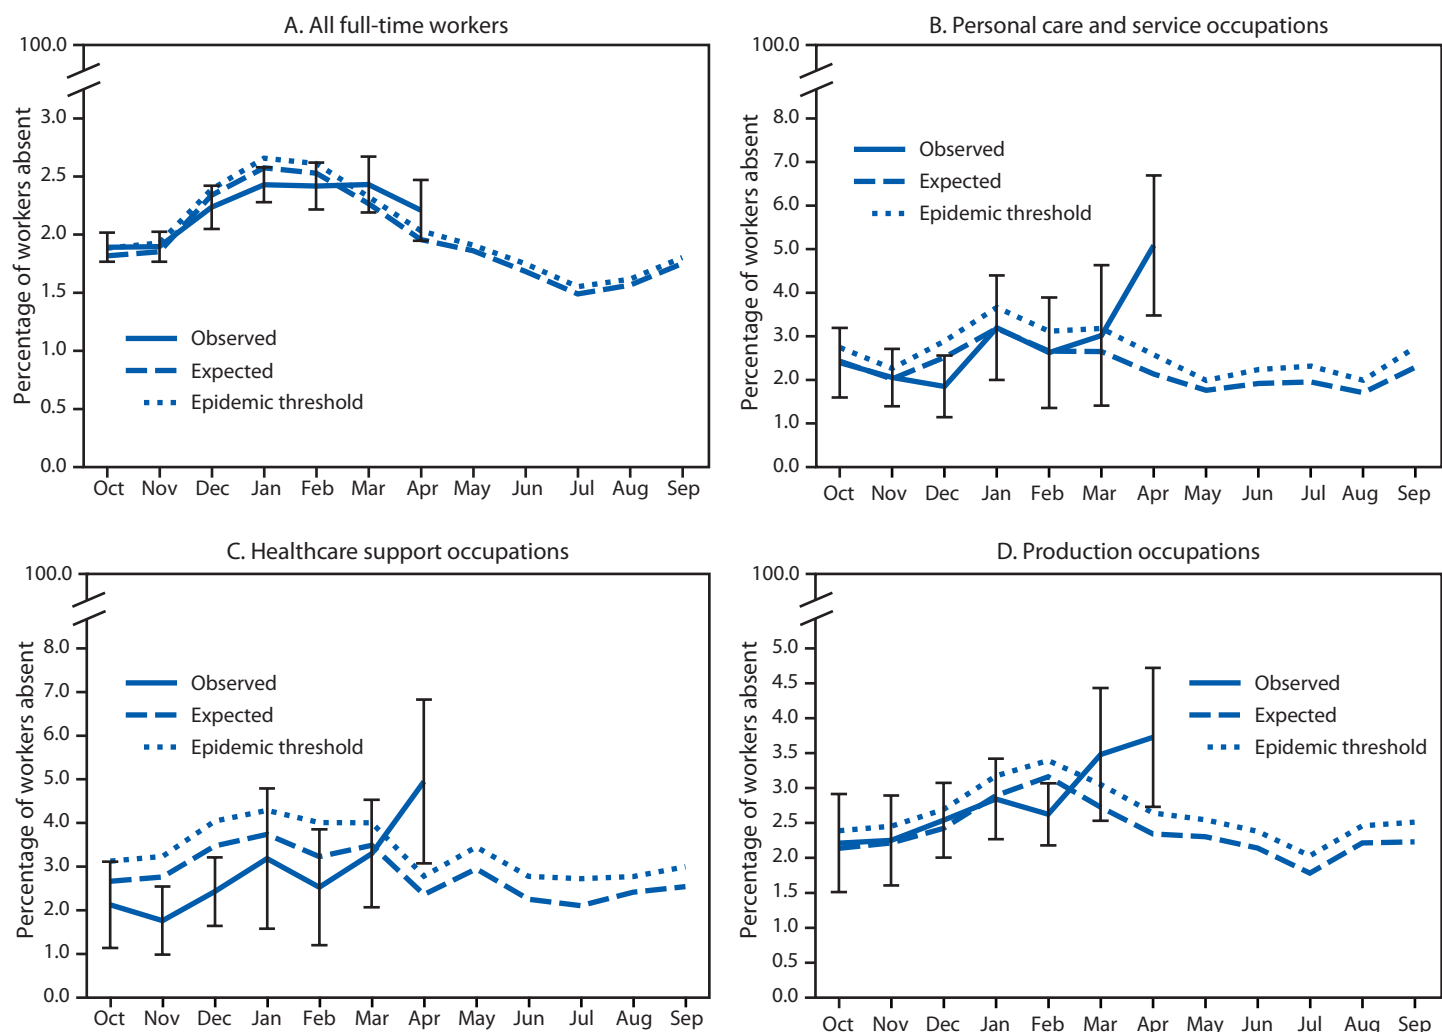 A. All full-time workers
Percentage of workers absent
100.0
3.0
2.5
2.0
1.5
1.0
0.5
0.0
Observed
Expected
Epidemic threshold
Oct Nov Dec Jan Feb Mar Apr May Jun Jul Aug Sep
B. Personal care and service occupations
Percentage of workers absent
100.0
8.0
7.0
6.0
5.0
4.0
3.0
2.0
1.0
0.0
Observed
Expected
Epidemic threshold
Oct Nov Dec Jan Feb Mar Apr May Jun Jul Aug Sep
C. Healthcare support occupations
Percentage of workers absent
100.0
8.0
7.0
6.0
5.0
4.0
3.0
2.0
1.0
0.0
Observed
Expected
Epidemic threshold
Oct Nov Dec Jan Feb Mar Apr May Jun Jul Aug Sep
D. Production occupations
Percentage of workers absent
100.0
5.0
4.5
4.0
3.5
3.0
2.5
2.0
1.5
1.0
0.5
0.0
Observed
Expected
Epidemic threshold
Oct Nov Dec Jan Feb Mar Apr May Jun Jul Aug Sep